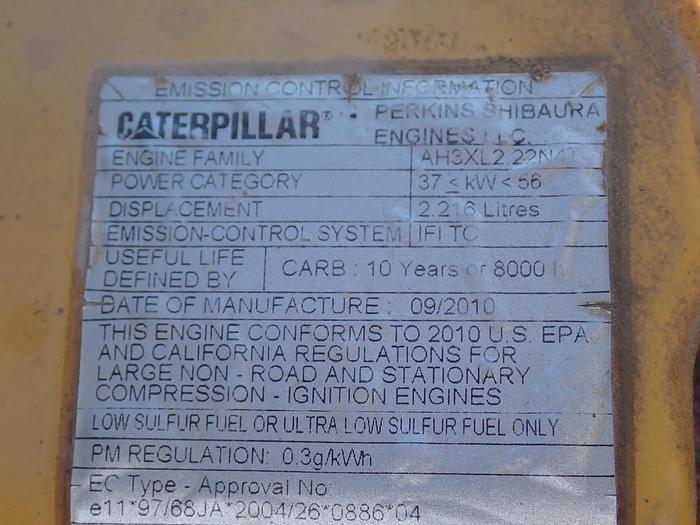 EMISSION CONTROL INFORMATION
CATERPILLAR® PERKINS SHIBAURA
ENGINES LLC.
ENGINE FAMILY AH3XL2.22N4T
POWER CATEGORY 37 ≤ kW < 56
DISPLACEMENT 2.216 Litres
EMISSION-CONTROL SYSTEM IFI TC
USEFUL LIFE
DEFINED BY CARB : 10 Years or 8000
DATE OF MANUFACTURE : 09/2010
THIS ENGINE CONFORMS TO 2010 U.S. EPA
AND CALIFORNIA REGULATIONS FOR
LARGE NON - ROAD AND STATIONARY
COMPRESSION - IGNITION ENGINES
LOW SULFUR FUEL OR ULTRA LOW SULFUR FUEL ONLY
PM REGULATION: 0.3g/kWh
EC Type - Approval No:
e11*97/68JA*2004/26*0886*04